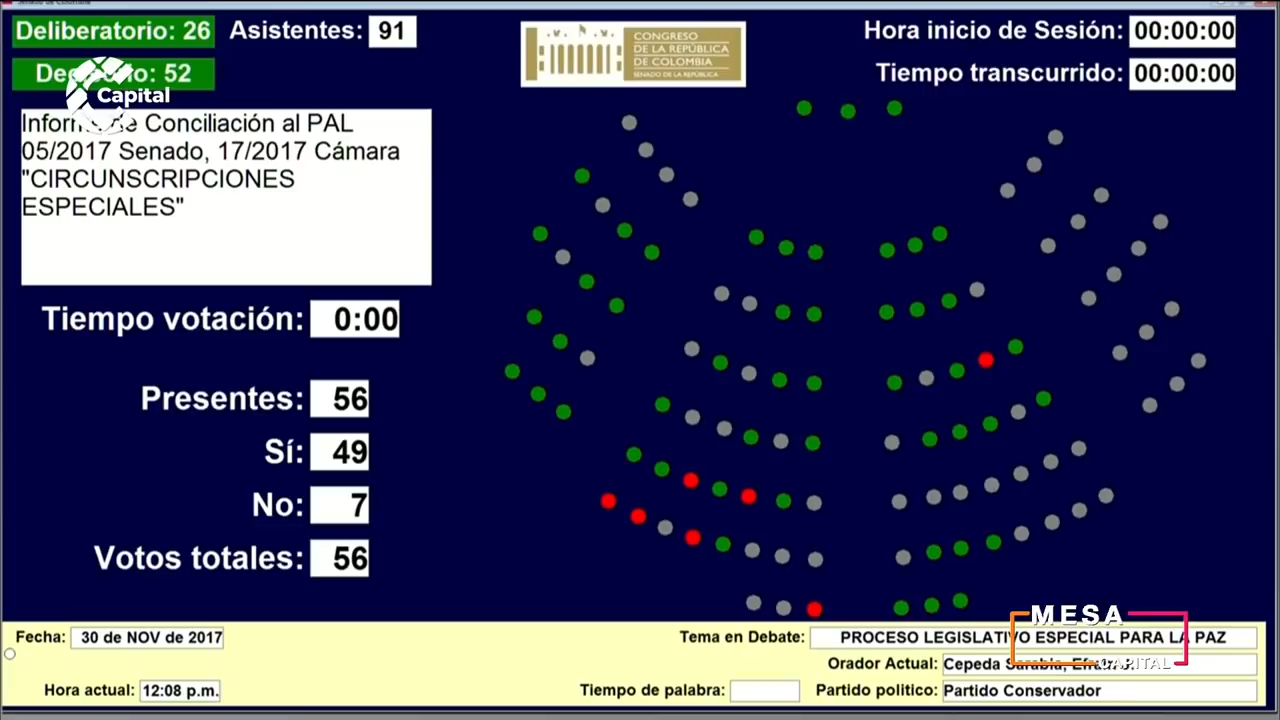 Deliberatorio: 26
Asistentes: 91
Capital
CONGRESO
DE LA REPÚBLICA
DE COLOMBIA
SENADO DE LA REPÚBLICA
Hora inicio de Sesión: 00:00:00
Tiempo transcurrido: 00:00:00
de Conciliación al PAL
05/2017 Senado, 17/2017 Cámara
"CIRCUNSCRIPCIONES
ESPECIALES"
Tiempo votación: 0:00
Presentes: 56
Sí: 49
No: 7
Votos totales: 56
Fecha: 30 de NOV de 2017
Hora actual: 12:08 p.m.
Tema en Debate: PROCESO LEGISLATIVO ESPECIAL PARA LA PAZ
Orador Actual: Cepeda
Tiempo de palabra:
Partido politico: Partido Conservador
MESA
CAPITAL